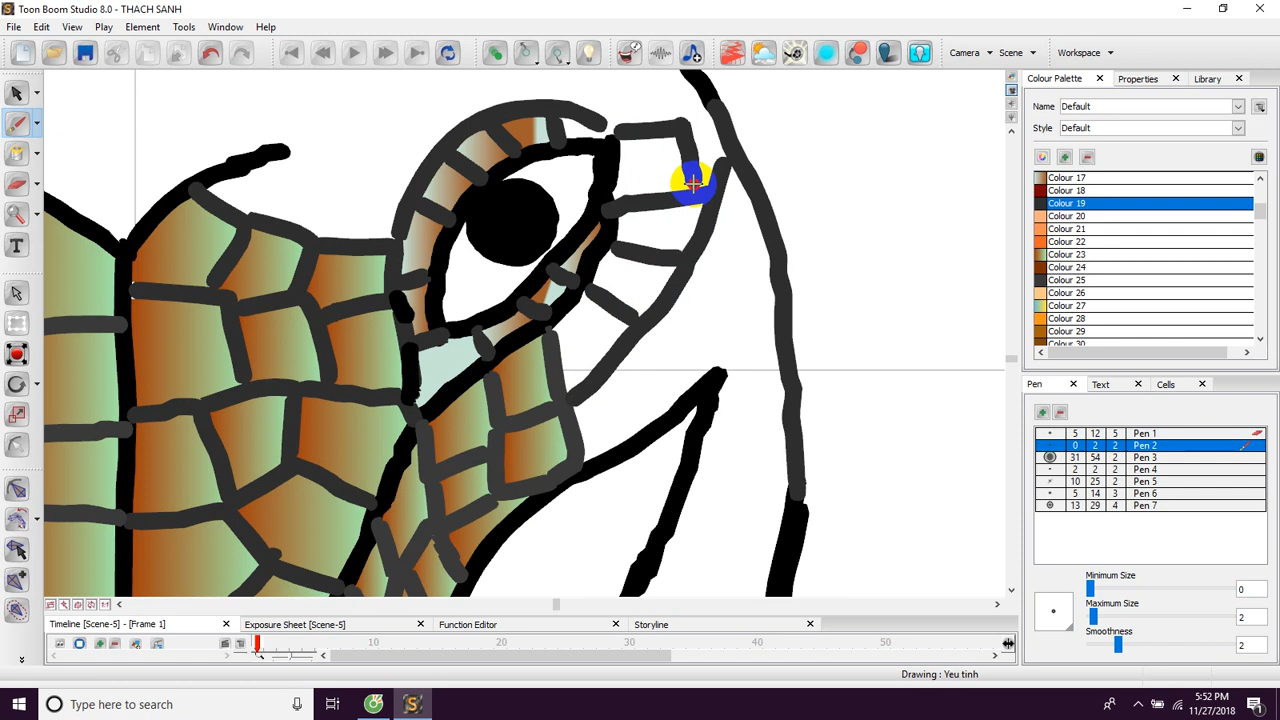 Toon Boom Studio 8.0 - THACH SANH
File Edit View Play Element Tools Window Help
Camera Scene Workspace
Colour Palette Properties Library
Name Default
Style Default
Colour 17
Colour 18
Colour 19
Colour 20
Colour 21
Colour 22
Colour 23
Colour 24
Colour 25
Colour 26
Colour 27
Colour 28
Colour 29
Colour 30
Pen Text Cells
5 12 5 Pen 1
0 2 2 Pen 2
31 54 2 Pen 3
2 2 2 Pen 4
10 25 2 Pen 5
5 14 3 Pen 6
13 29 4 Pen 7
Minimum Size
0
Maximum Size
2
Smoothness
2
Timeline [Scene-5] - [Frame 1] Exposure Sheet [Scene-5] Function Editor Storyline
10 20 30 40 50
Drawing : Yeu tinh
Type here to search
5:52 PM
11/27/2018